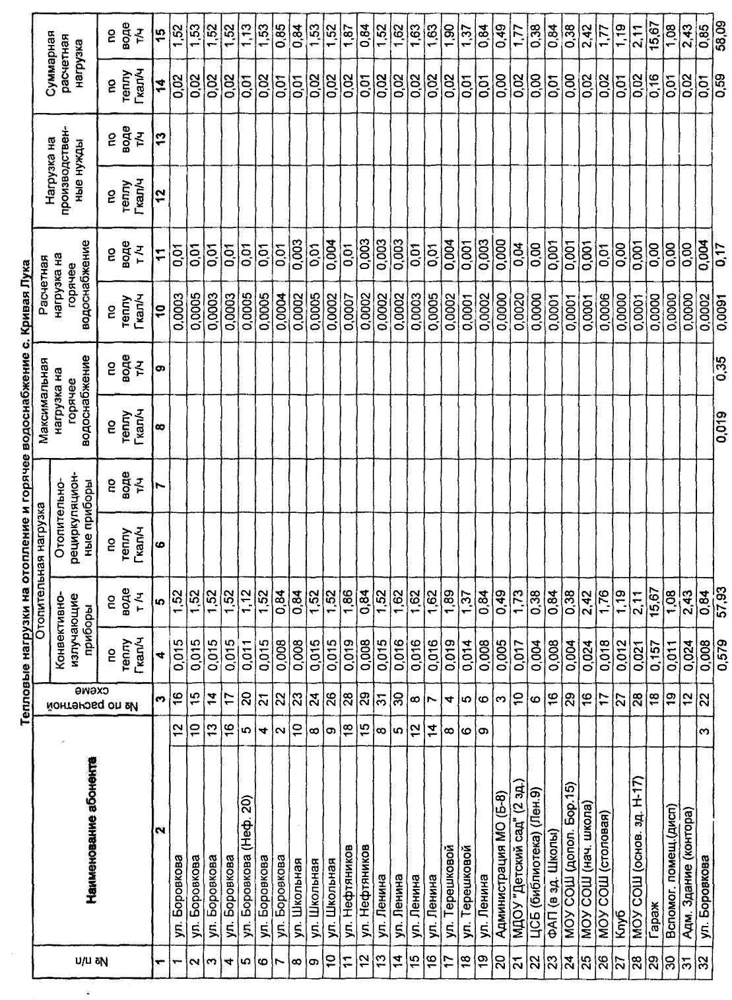 Тепловые нагрузки на отопление и горячее водоснабжение с. Кривая Лука
№ п/п | Наименование абонента | № по расчетной схеме | Отопительная нагрузка | Максимальная нагрузка на горячее водоснабжение | Расчетная нагрузка на горячее водоснабжение | Нагрузка на производствен-ные нужды | Суммарная расчетная нагрузка
Конвективно-излучающие приборы | Отопительно-рециркуляцион-ные приборы
по теплу Гкал/ч | по воде т/ч | по теплу Гкал/ч | по воде т/ч | по теплу Гкал/ч | по воде т/ч | по теплу Гкал/ч | по воде т/ч | по теплу Гкал/ч | по воде т/ч | по теплу Гкал/ч | по воде т/ч
1 2 3 4 5 6 7 8 9 10 11 12 13 14 15
1 ул. Боровкова 12 16 0,015 1,52 0,0003 0,01 0,02 1,52
2 ул. Боровкова 10 15 0,015 1,52 0,0005 0,01 0,02 1,53
3 ул. Боровкова 13 14 0,015 1,52 0,0003 0,01 0,02 1,52
4 ул. Боровкова 16 17 0,015 1,52 0,0003 0,01 0,02 1,52
5 ул. Боровкова (Неф. 20) 5 20 0,011 1,12 0,0005 0,01 0,01 1,13
6 ул. Боровкова 4 21 0,015 1,52 0,0005 0,01 0,02 1,53
7 ул. Боровкова 2 22 0,008 0,84 0,0004 0,01 0,01 0,85
8 ул. Школьная 10 23 0,008 0,84 0,0002 0,003 0,01 0,84
9 ул. Школьная 8 24 0,015 1,52 0,0005 0,01 0,02 1,53
10 ул. Школьная 9 26 0,015 1,52 0,0002 0,004 0,02 1,52
11 ул. Нефтяников 18 28 0,019 1,86 0,0007 0,01 0,02 1,87
12 ул. Нефтяников 15 29 0,008 0,84 0,0002 0,003 0,01 0,84
13 ул. Ленина 8 31 0,015 1,52 0,0002 0,003 0,02 1,52
14 ул. Ленина 5 30 0,016 1,62 0,0002 0,003 0,02 1,62
15 ул. Ленина 12 8 0,016 1,62 0,0003 0,01 0,02 1,63
16 ул. Ленина 14 7 0,016 1,62 0,0005 0,01 0,02 1,63
17 ул. Терешковой 8 4 0,019 1,89 0,0002 0,004 0,02 1,90
18 ул. Терешковой 6 5 0,014 1,37 0,0001 0,001 0,01 1,37
19 ул. Ленина 9 6 0,008 0,84 0,0002 0,003 0,01 0,84
20 Администрация МО (Б-8) 3 0,005 0,49 0,0000 0,000 0,00 0,49
21 МДОУ "Детский сад" (2 зд.) 10 0,017 1,73 0,0020 0,04 0,02 1,77
22 ЦСБ (библиотека) (Лен.9) 6 0,004 0,38 0,0000 0,00 0,00 0,38
23 ФАП (в зд. Школы) 16 0,008 0,84 0,0001 0,001 0,01 0,84
24 МОУ СОШ (допол. Бор.15) 29 0,004 0,38 0,0001 0,001 0,00 0,38
25 МОУ СОШ (нач. школа) 16 0,024 2,42 0,0001 0,001 0,02 2,42
26 МОУ СОШ (столовая) 17 0,018 1,76 0,0006 0,01 0,02 1,77
27 Клуб 27 0,012 1,19 0,0000 0,00 0,01 1,19
28 МОУ СОШ (основ. зд. Н-17) 28 0,021 2,11 0,0001 0,001 0,02 2,11
29 Гараж 18 0,157 15,67 0,0000 0,00 0,16 15,67
30 Вспомог. помещ.(дисп) 19 0,011 1,08 0,0000 0,00 0,01 1,08
31 Адм. Здание (контора) 12 0,024 2,43 0,0000 0,00 0,02 2,43
32 ул. Боровкова 3 22 0,008 0,84 0,0002 0,004 0,01 0,85
0,579 57,93 0,019 0,35 0,0091 0,17 0,59 58,09